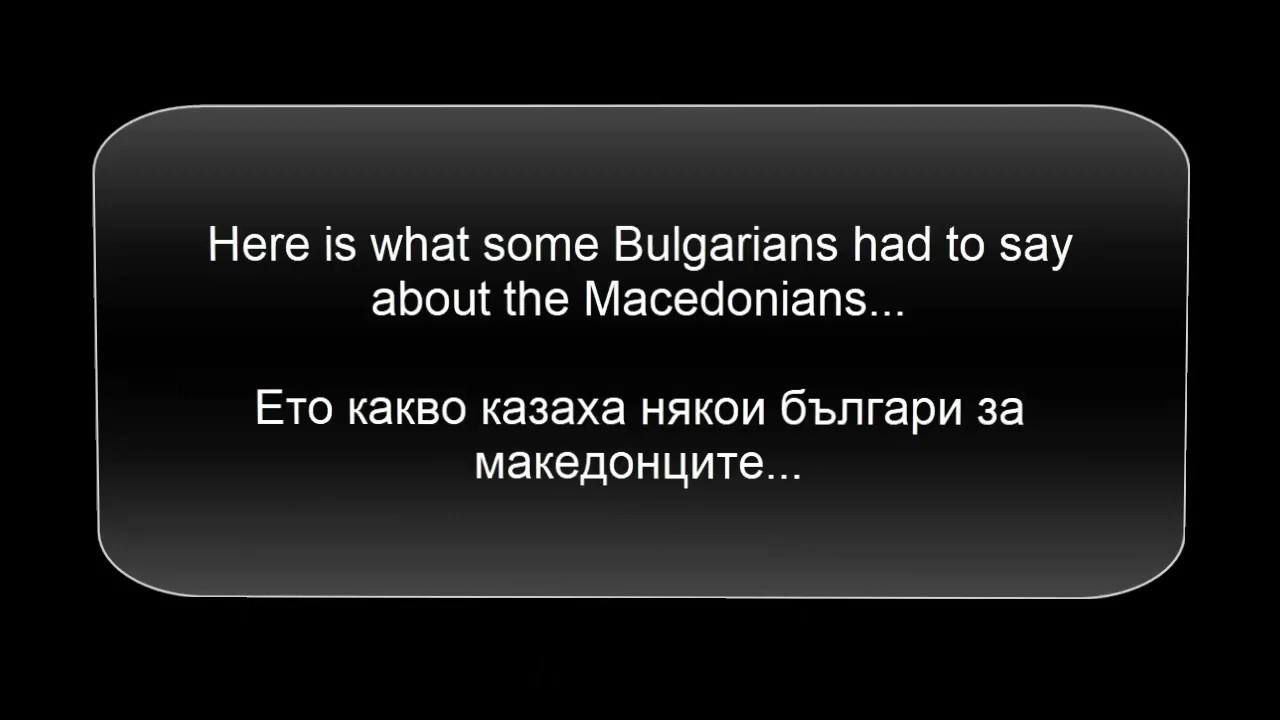 Here is what some Bulgarians had to say
about the Macedonians...
Ето какво казаха някои българи за
македонците...